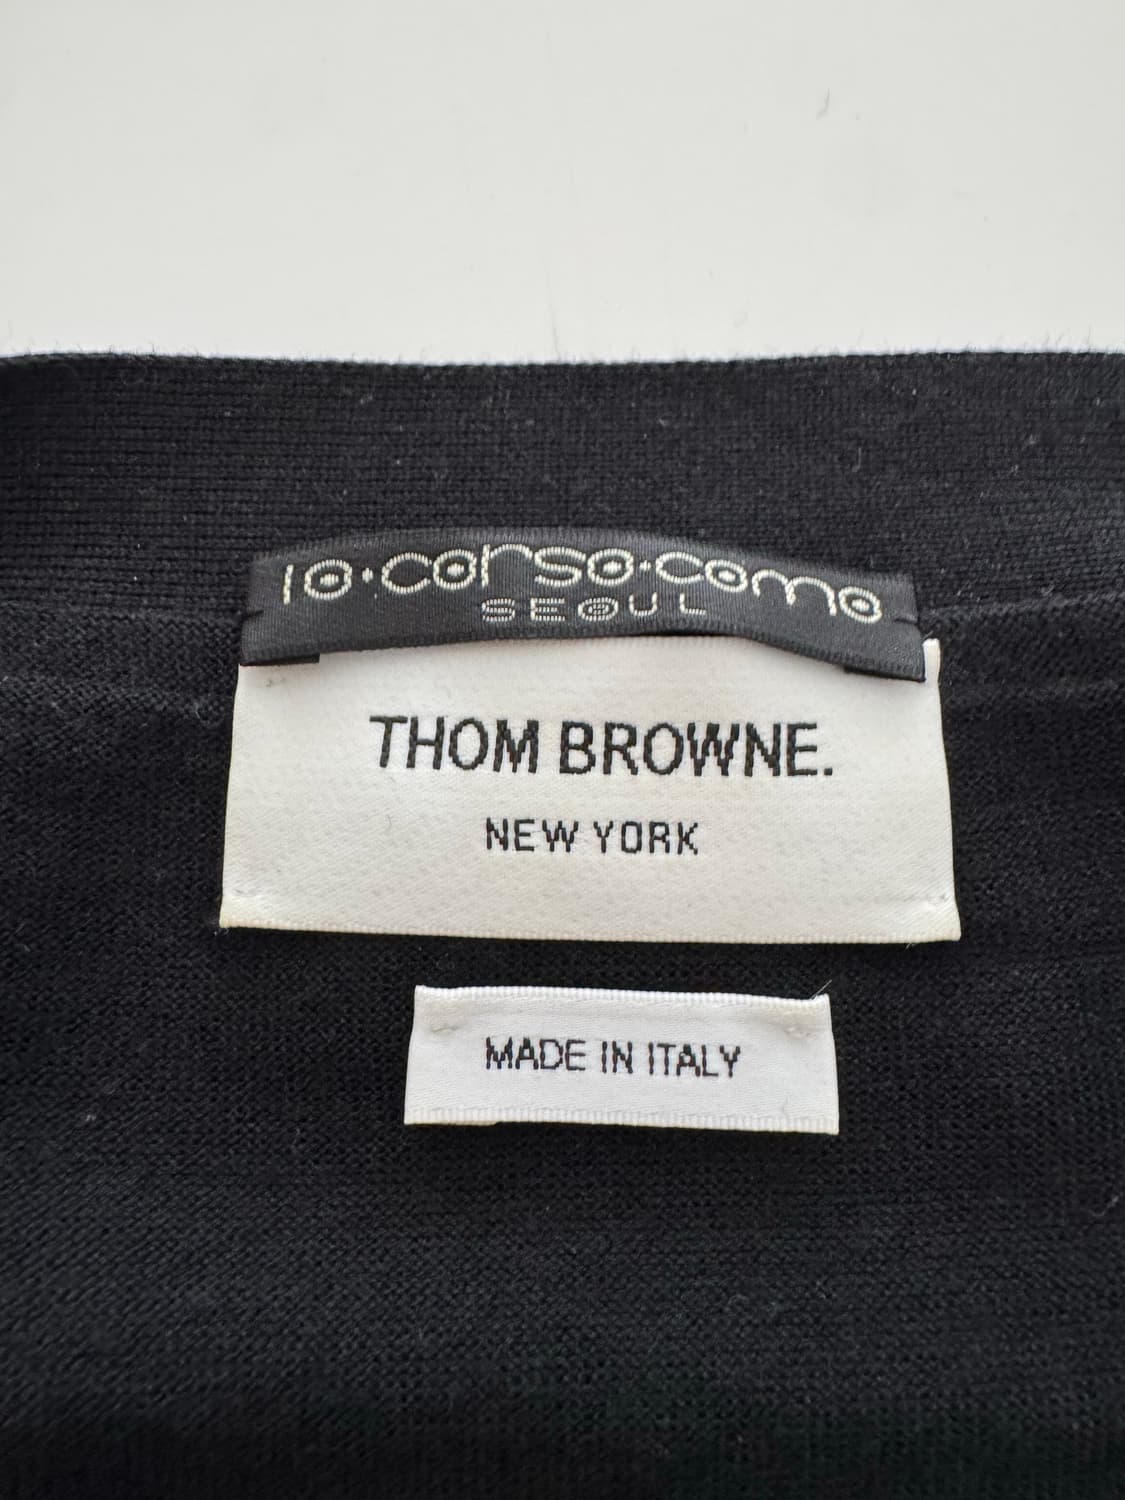 10·corso·como
SEOUL
THOM BROWNE.
NEW YORK
MADE IN ITALY